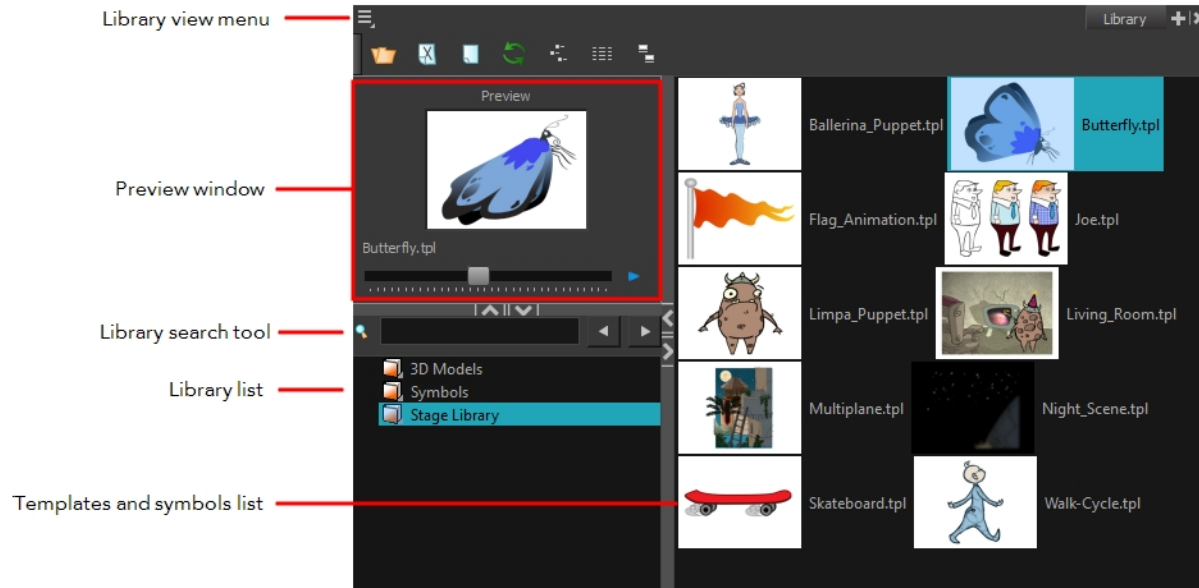 Library view menu
Library
Preview
Ballerina_Puppet.tpl
Butterfly.tpl
Preview window
Flag_Animation.tpl
Joe.tpl
Butterfly.tpl
Limpa_Puppet.tpl
Living_Room.tpl
Library search tool
3D Models
Library list
Symbols
Stage Library
Multiplane.tpl
Night_Scene.tpl
Templates and symbols list
Skateboard.tpl
Walk-Cycle.tpl